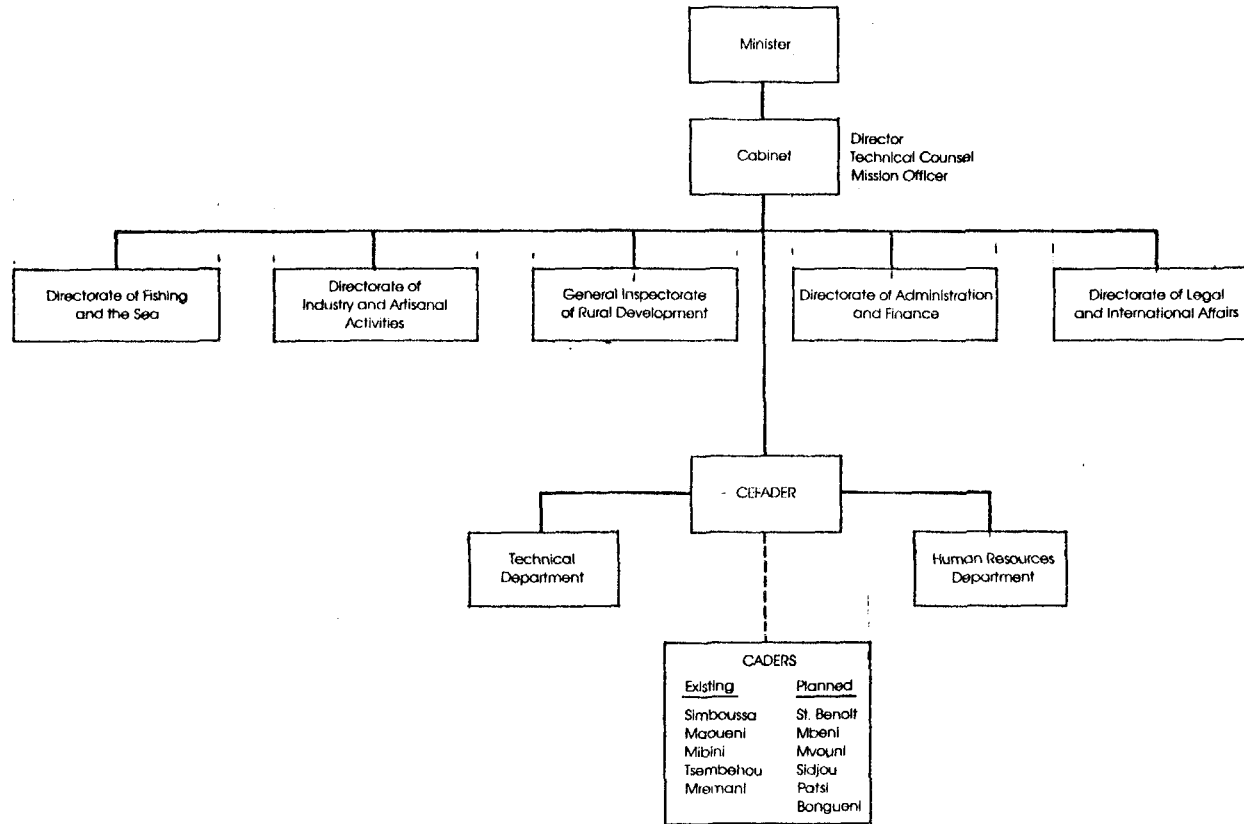 Minister
Cabinet
Director
Technical Counsel
Mission Officer
Directorate of Fishing
and the Sea
Directorate of
Industry and Artisanal
Activities
General Inspectorate
of Rural Development
Directorate of Administration
and Finance
Directorate of Legal
and International Affairs
CEFADER
Technical
Department
Human Resources
Department
CADERS
Existing Planned
Simboussa St. Benoit
Maoueni Mbeni
Mibini Mvouni
Tsembehou Sidjou
Mremani Patsi
Bongueni